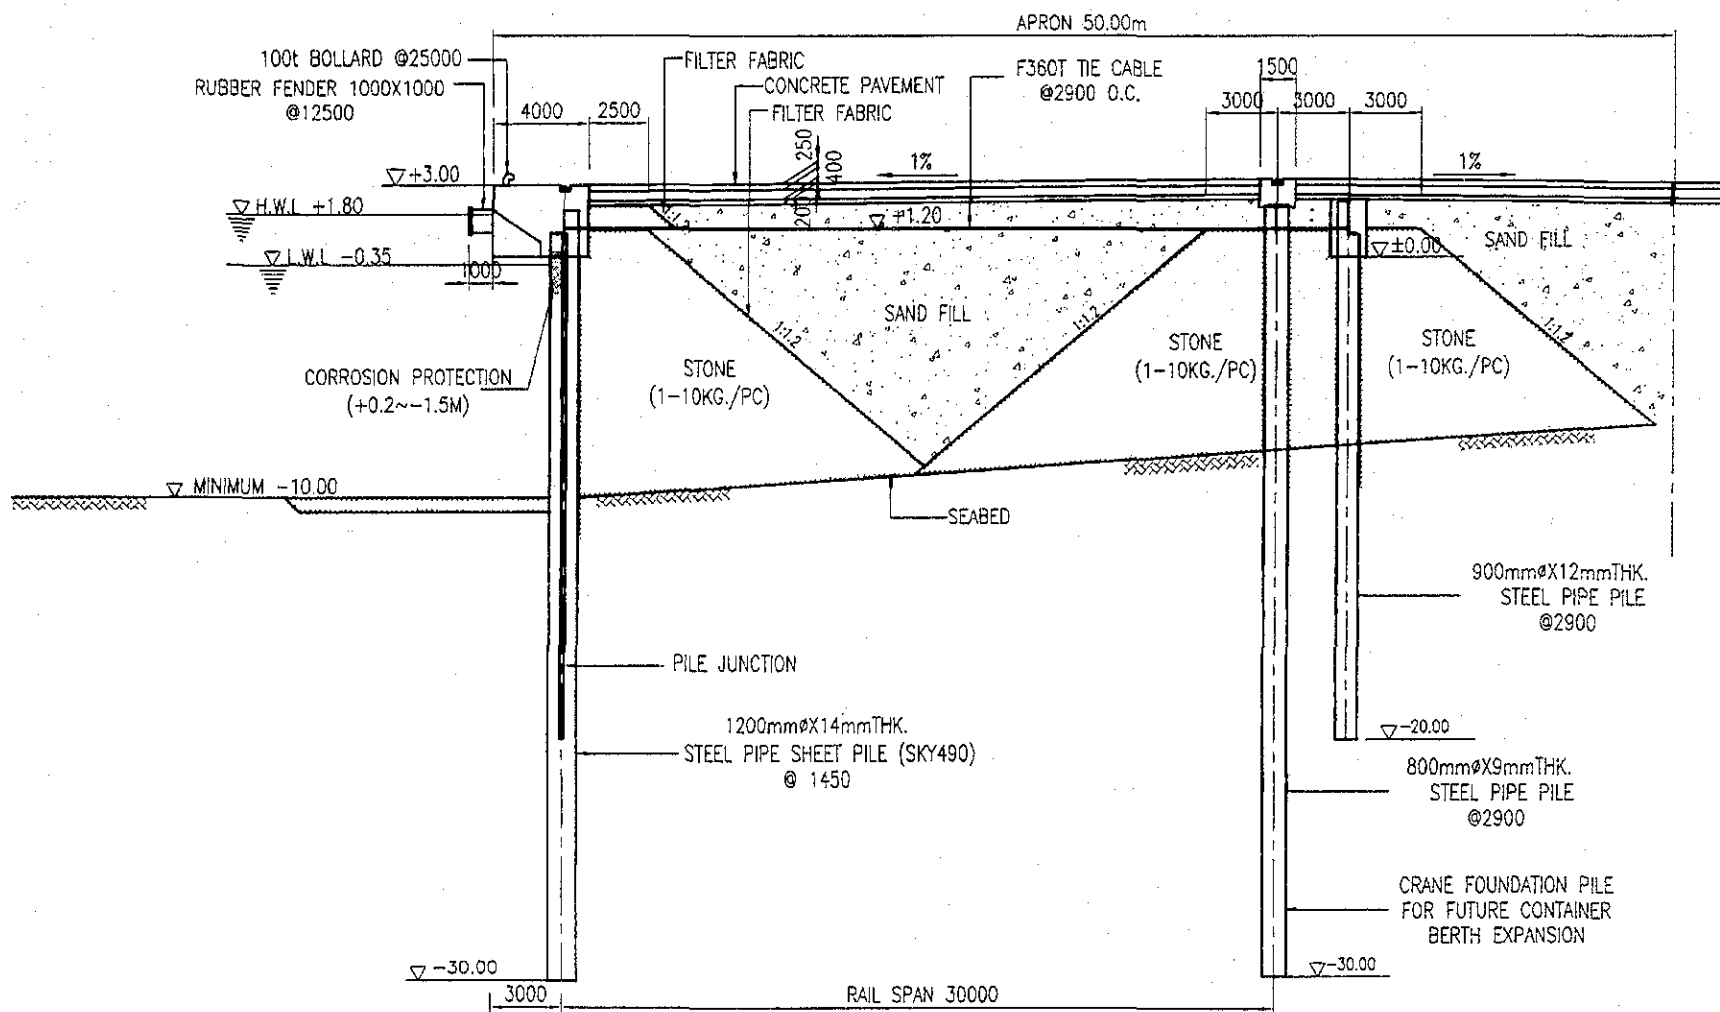 APRON 50.00m
100t BOLLARD @25000
RUBBER FENDER 1000X1000
@12500
FILTER FABRIC
CONCRETE PAVEMENT
FILTER FABRIC
F360T TIE CABLE
@2900 O.C.
1500
3000
3000
3000
4000
2500
250
400
200
1%
1%
+3.00
H.W.L +1.80
L.W.L -0.35
1000
+1.20
±0.00
SAND FILL
SAND FILL
1:1.2
1:1.2
1:1.2
STONE
(1-10KG./PC)
STONE
(1-10KG./PC)
STONE
(1-10KG./PC)
CORROSION PROTECTION
(+0.2~-1.5M)
MINIMUM -10.00
SEABED
900mmøX12mmTHK.
STEEL PIPE PILE
@2900
PILE JUNCTION
1200mmøX14mmTHK.
STEEL PIPE SHEET PILE (SKY490)
@ 1450
-20.00
800mmøX9mmTHK.
STEEL PIPE PILE
@2900
CRANE FOUNDATION PILE
FOR FUTURE CONTAINER
BERTH EXPANSION
-30.00
-30.00
3000
RAIL SPAN 30000